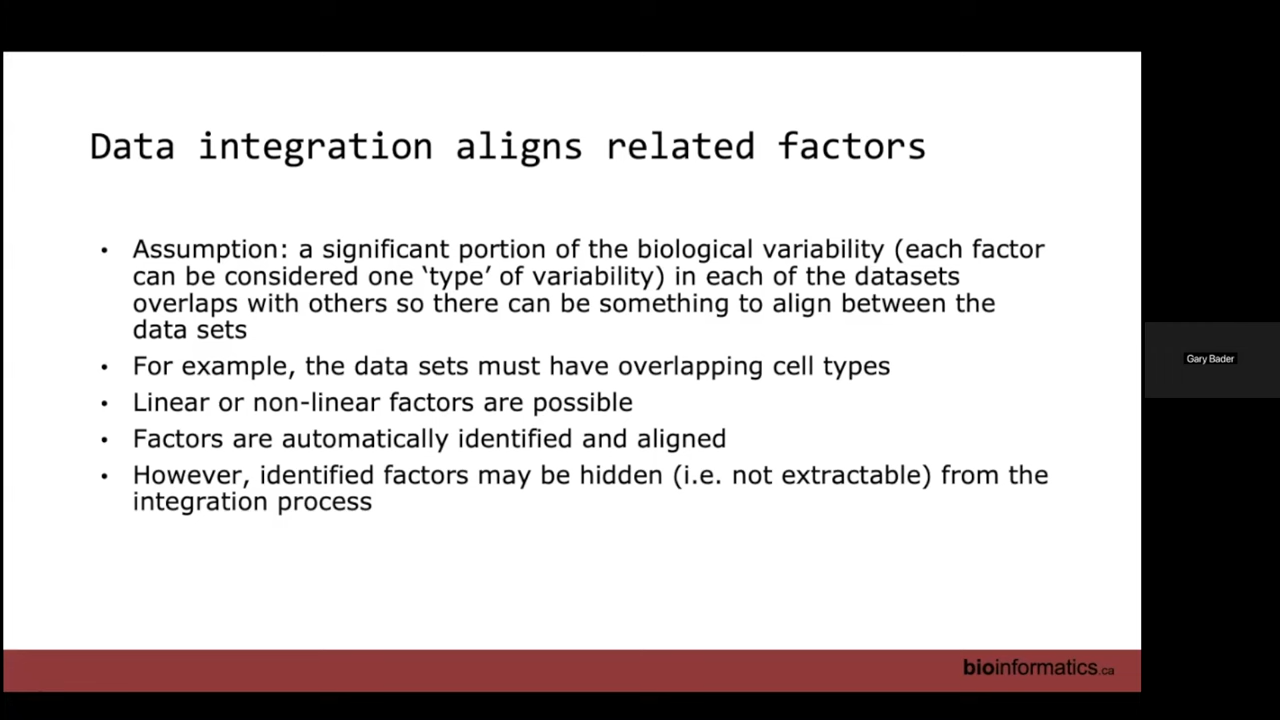 Data integration aligns related factors
• Assumption: a significant portion of the biological variability (each factor
can be considered one ‘type’ of variability) in each of the datasets
overlaps with others so there can be something to align between the
data sets
• For example, the data sets must have overlapping cell types
• Linear or non-linear factors are possible
• Factors are automatically identified and aligned
• However, identified factors may be hidden (i.e. not extractable) from the
integration process
Gary Bader
bioinformatics.ca